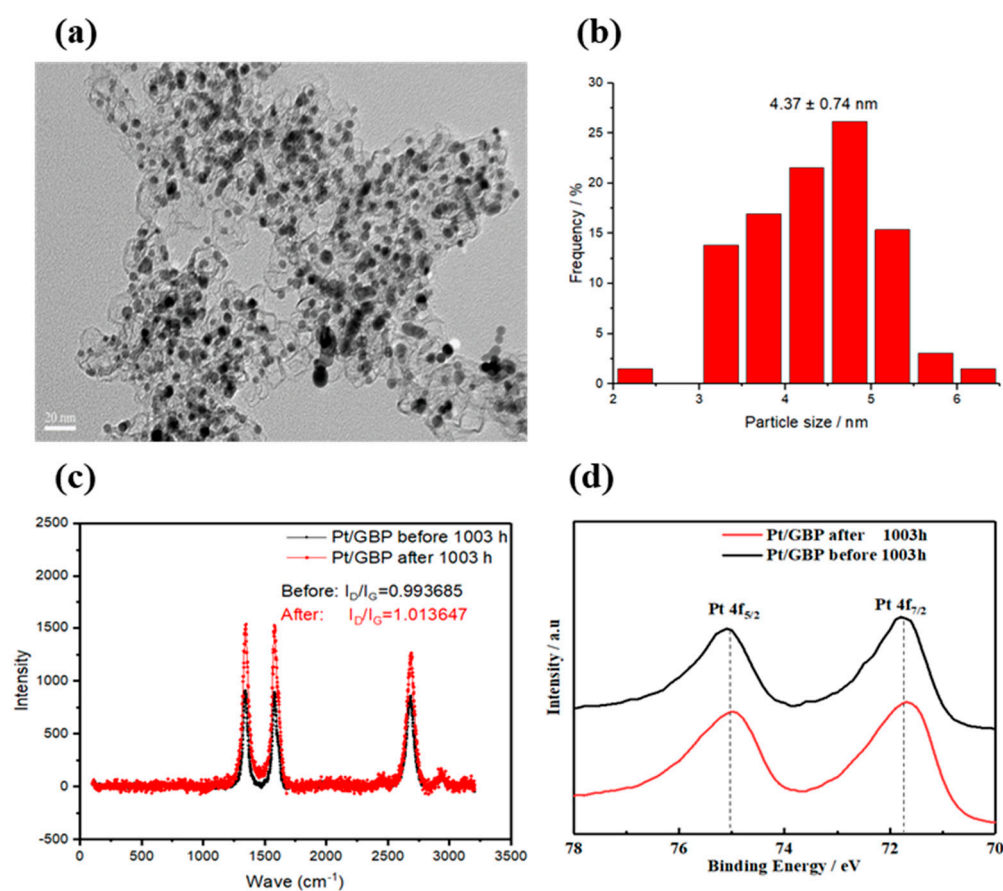 (a)
20 nm
(b)
4.37 ± 0.74 nm
30
25
20
15
10
5
0
Frequency / %
2
3
4
5
6
Particle size / nm
(c)
2500
2000
1500
1000
500
0
-500
Intensity
Pt/GBP before 1003 h
Pt/GBP after 1003 h
Before: I_D/I_G=0.993685
After: I_D/I_G=1.013647
0
500
1000
1500
2000
2500
3000
3500
Wave (cm⁻¹)
(d)
Pt/GBP after 1003h
Pt/GBP before 1003h
Pt 4f5/2
Pt 4f7/2
Intensity / a.u
78
76
74
72
70
Binding Energy / eV